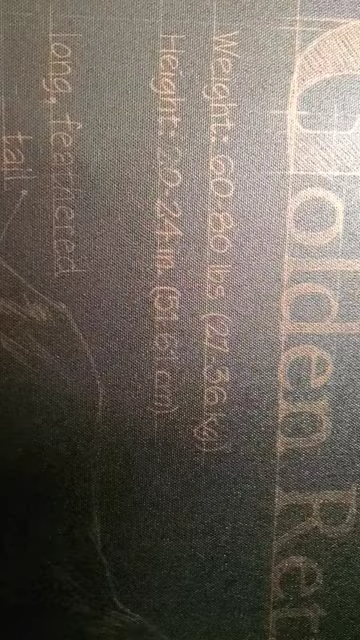 Golden Ret
Weight: 60-80 lbs (27-36 kg)
Height: 20-24 in. (51-61 cm)
long, feathered
tail